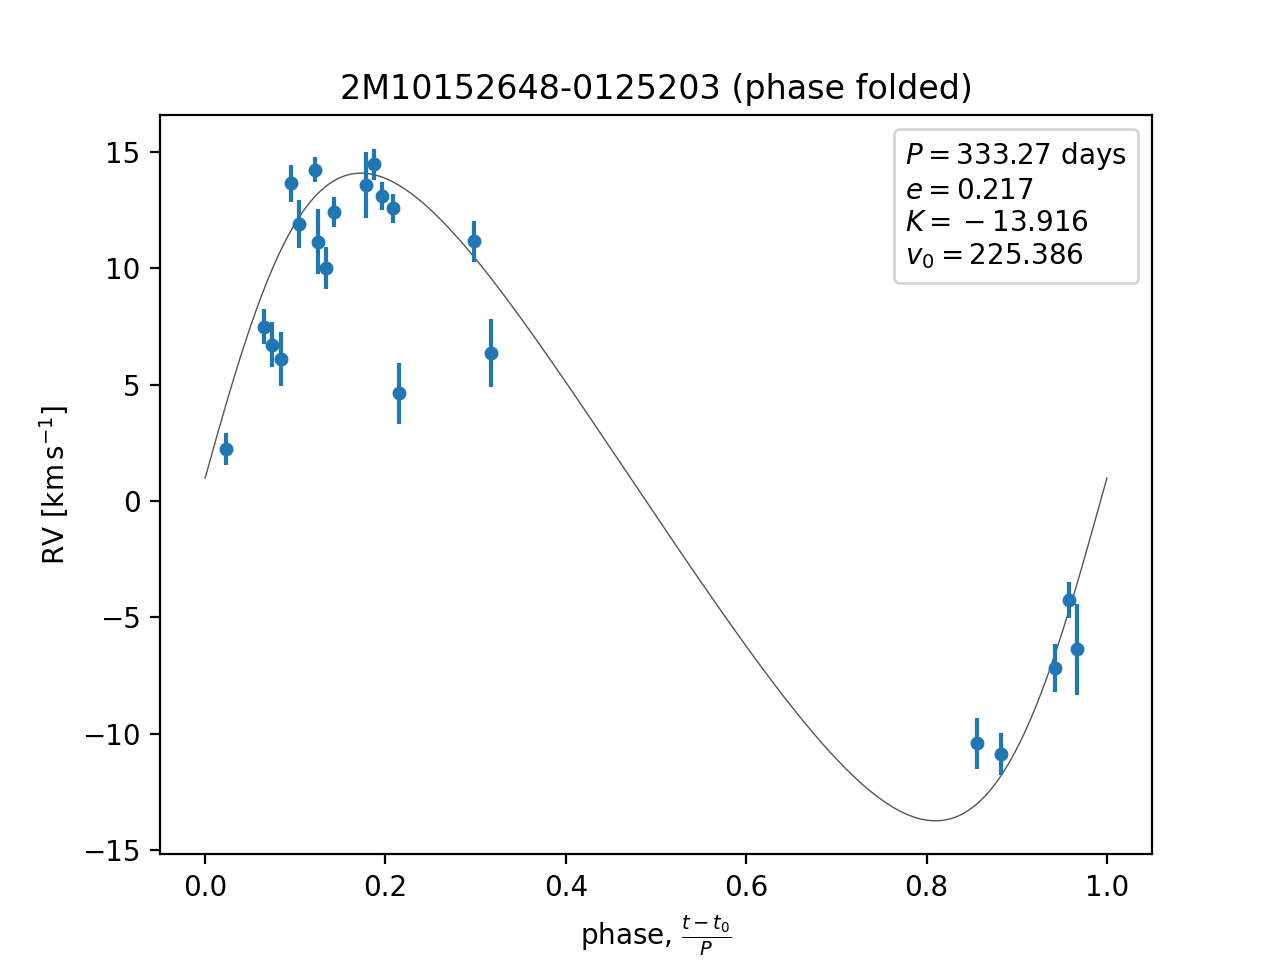 2M10152648-0125203 (phase folded)
P = 333.27 days
e = 0.217
K = −13.916
v₀ = 225.386
15
10
5
0
−5
−10
−15
RV [km s⁻¹]
0.0 0.2 0.4 0.6 0.8 1.0
phase, (t − t₀)/P